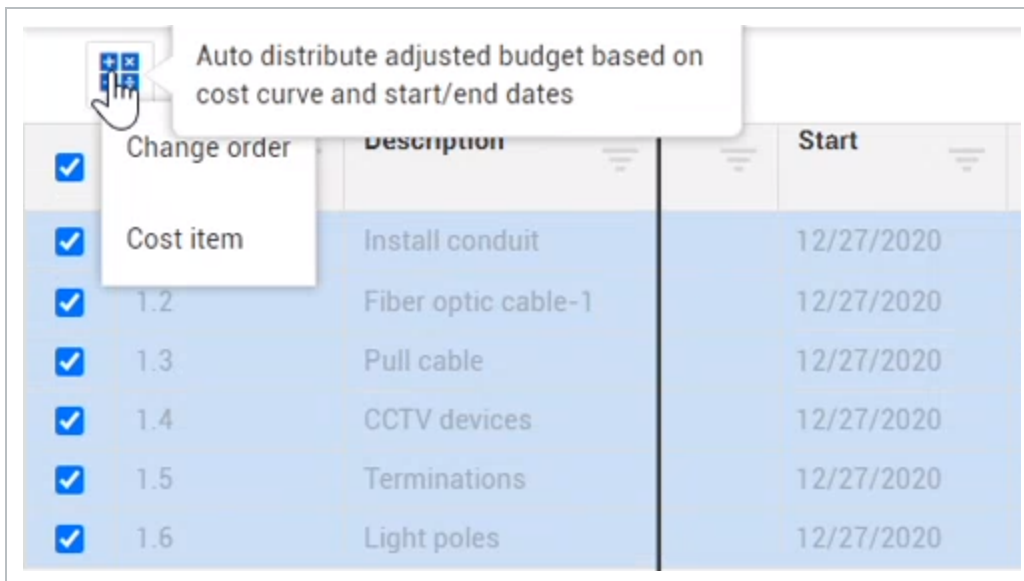 Auto distribute adjusted budget based on
cost curve and start/end dates
Change order
Description
Start
Cost item
Install conduit
12/27/2020
1.2
Fiber optic cable-1
12/27/2020
1.3
Pull cable
12/27/2020
1.4
CCTV devices
12/27/2020
1.5
Terminations
12/27/2020
1.6
Light poles
12/27/2020